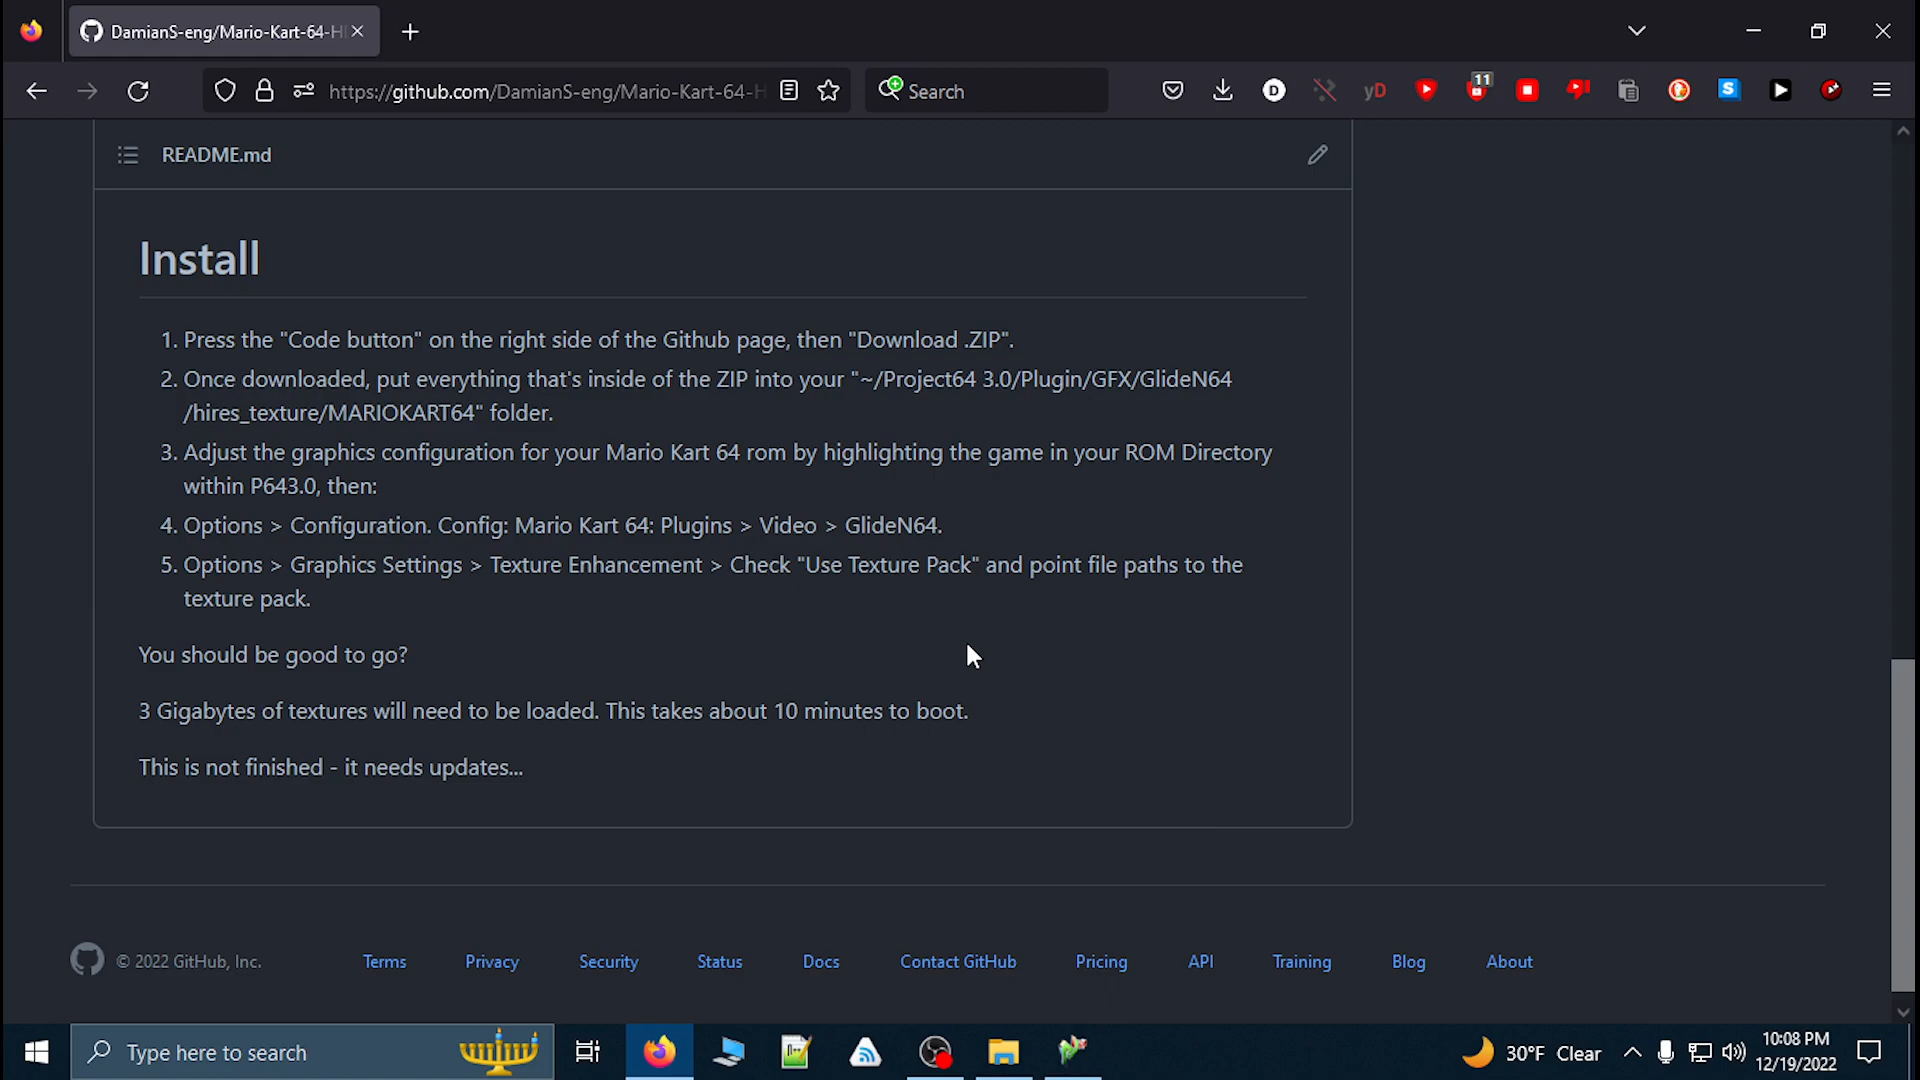 DamianS-eng/Mario-Kart-64-H
https://github.com/DamianS-eng/Mario-Kart-64-H
Search
D
yD
11
S
README.md
Install
1. Press the "Code button" on the right side of the Github page, then "Download .ZIP".
2. Once downloaded, put everything that's inside of the ZIP into your "~/Project64 3.0/Plugin/GFX/GlideN64
/hires_texture/MARIOKART64" folder.
3. Adjust the graphics configuration for your Mario Kart 64 rom by highlighting the game in your ROM Directory
within P643.0, then:
4. Options > Configuration. Config: Mario Kart 64: Plugins > Video > GlideN64.
5. Options > Graphics Settings > Texture Enhancement > Check "Use Texture Pack" and point file paths to the
texture pack.
You should be good to go?
3 Gigabytes of textures will need to be loaded. This takes about 10 minutes to boot.
This is not finished - it needs updates...
© 2022 GitHub, Inc.
Terms
Privacy
Security
Status
Docs
Contact GitHub
Pricing
API
Training
Blog
About
Type here to search
30°F Clear
10:08 PM
12/19/2022